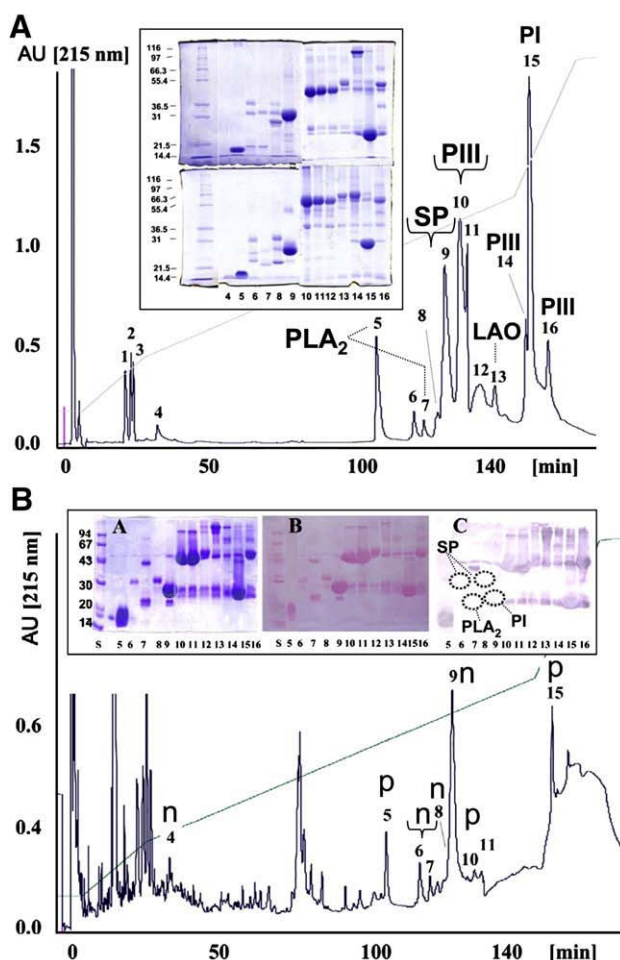 A
AU [215 nm]
1.5
1.0
0.5
0.0
116
97
66.3
55.4
36.5
31
21.5
14.4
116
97
66.3
55.4
36.5
31
21.5
14.4
4 5 6 7 8 9 10 11 12 13 14 15 16
PI
15
PIII
10
11
SP
9
8
PIII
14
PIII
16
LAO
12 13
PLA2
5
6
7
1
2
3
4
0 50 100 140 [min]
B
AU [215 nm]
0.6
0.4
0.0
A
94
67
43
30
20
14
S 5 6 7 8 9 10 11 12 13 14 15 16
B
S 5 6 7 8 9 10 11 12 13 14 15 16
C
SP
PLA2
PI
5 6 7 8 9 10 11 12 13 14 15 16
n
4
p
5
n
6
7
n
8
9n
p
10 11
p
15
0 50 100 140 [min]